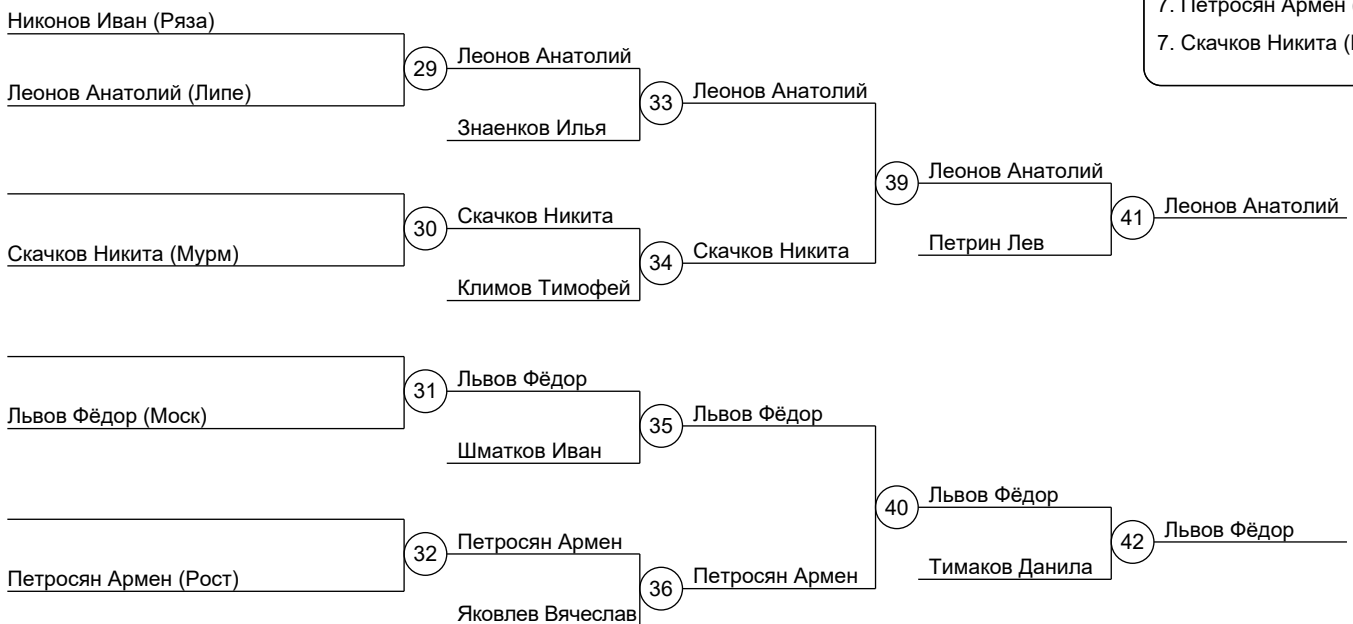 7. Петросян Армен (
7. Скачков Никита (
Никонов Иван (Ряза)
29
Леонов Анатолий
Леонов Анатолий (Липе)
33
Леонов Анатолий
Знаенков Илья
39
Леонов Анатолий
30
Скачков Никита
41
Леонов Анатолий
Скачков Никита (Мурм)
34
Скачков Никита
Петрин Лев
Климов Тимофей
31
Львов Фёдор
Львов Фёдор (Моск)
35
Львов Фёдор
Шматков Иван
40
Львов Фёдор
32
Петросян Армен
42
Львов Фёдор
Петросян Армен (Рост)
36
Петросян Армен
Тимаков Данила
Яковлев Вячеслав